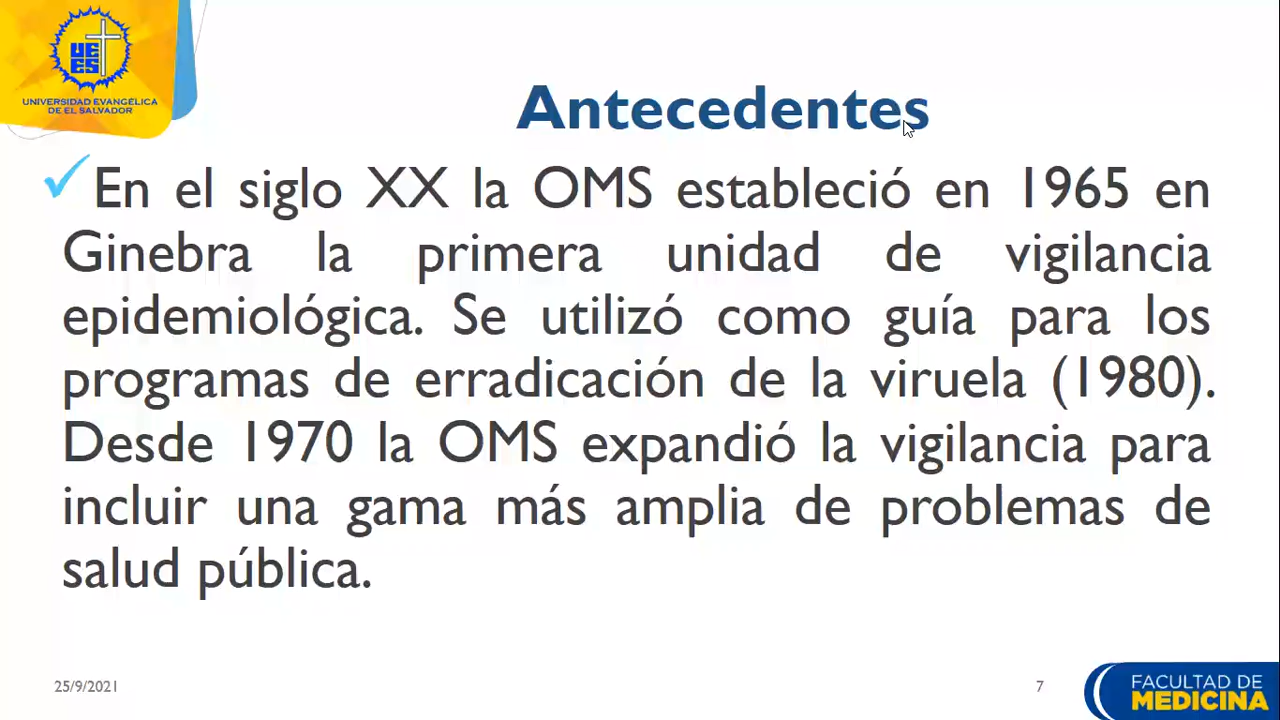 UE
ES
UNIVERSIDAD EVANGÉLICA
DE EL SALVADOR
Antecedentes
En el siglo XX la OMS estableció en 1965 en
Ginebra la primera unidad de vigilancia
epidemiológica. Se utilizó como guía para los
programas de erradicación de la viruela (1980).
Desde 1970 la OMS expandió la vigilancia para
incluir una gama más amplia de problemas de
salud pública.
25/9/2021
7
FACULTAD DE
MEDICINA